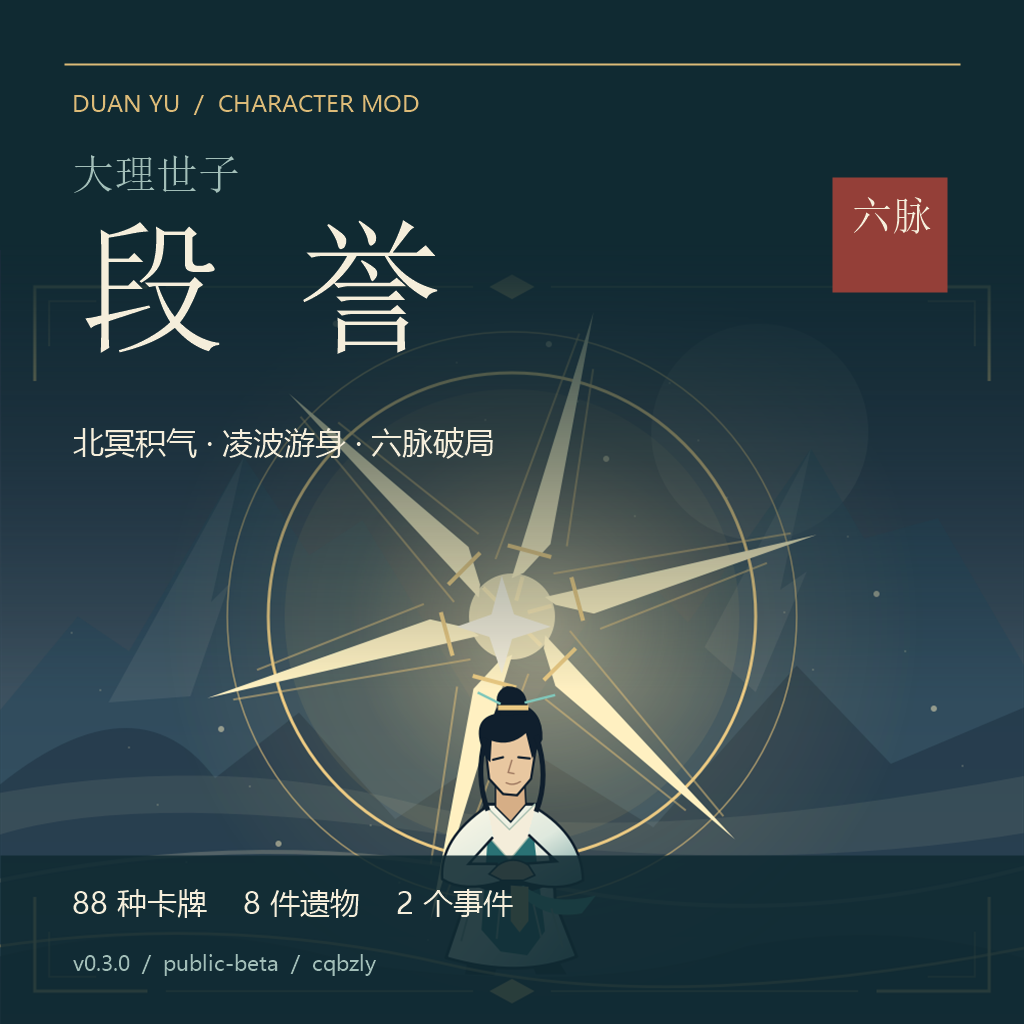 DUAN YU / CHARACTER MOD
大理世子
六脉
段 誉
北冥积气 · 凌波游身 · 六脉破局
88 种卡牌 8 件遗物 2 个事件
v0.3.0 / public-beta / cqbzly